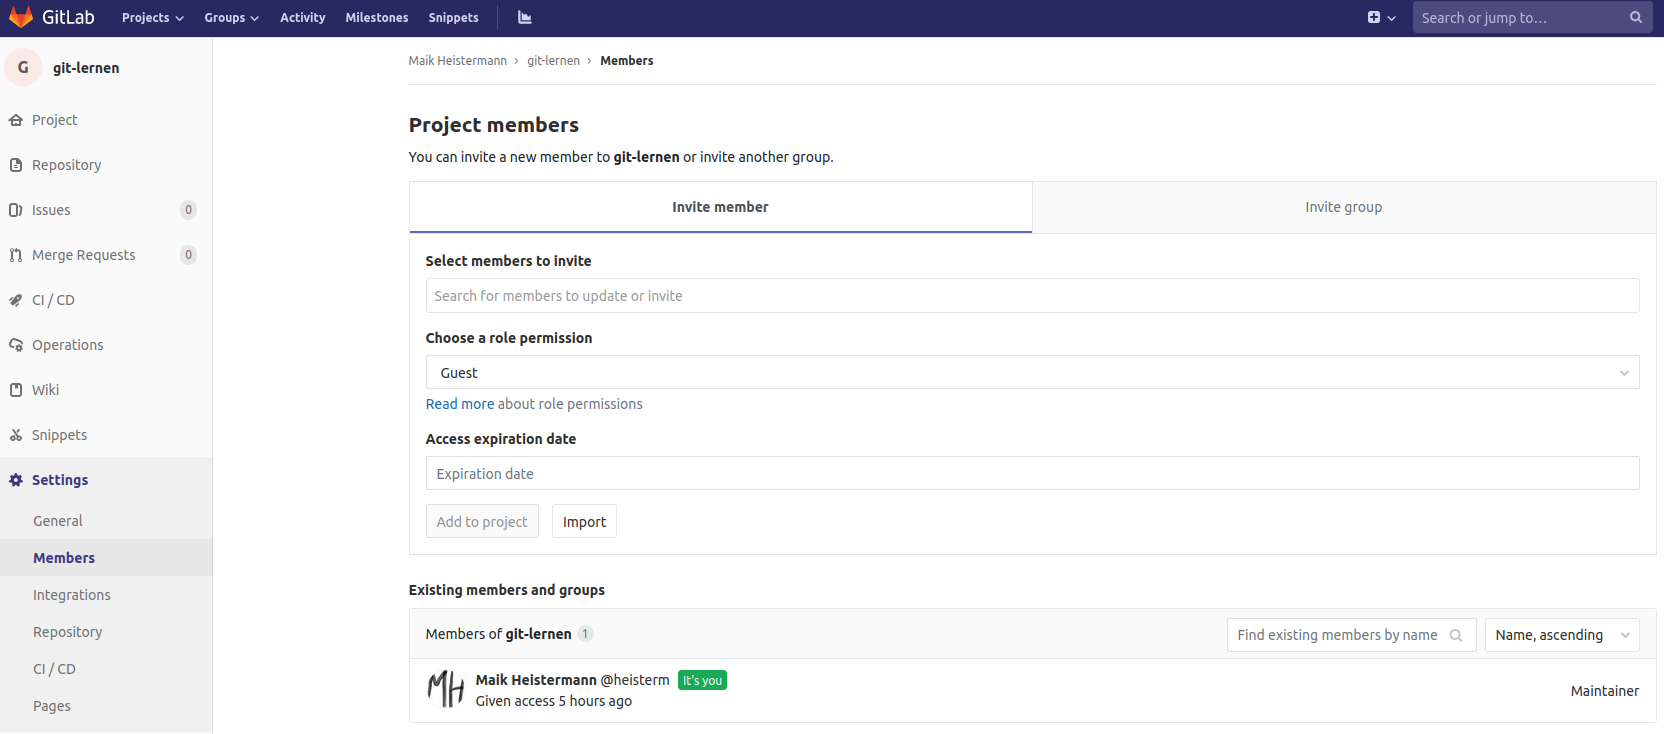 GitLab Projects Groups Activity Milestones Snippets Search or jump to...
G git-lernen
Project
Repository
Issues 0
Merge Requests 0
CI / CD
Operations
Wiki
Snippets
Settings
General
Members
Integrations
Repository
CI / CD
Pages
Maik Heistermann › git-lernen › Members
Project members
You can invite a new member to git-lernen or invite another group.
Invite member Invite group
Select members to invite
Search for members to update or invite
Choose a role permission
Guest
Read more about role permissions
Access expiration date
Expiration date
Add to project Import
Existing members and groups
Members of git-lernen 1 Find existing members by name Name, ascending
MH Maik Heistermann @heisterm It's you
Given access 5 hours ago
Maintainer